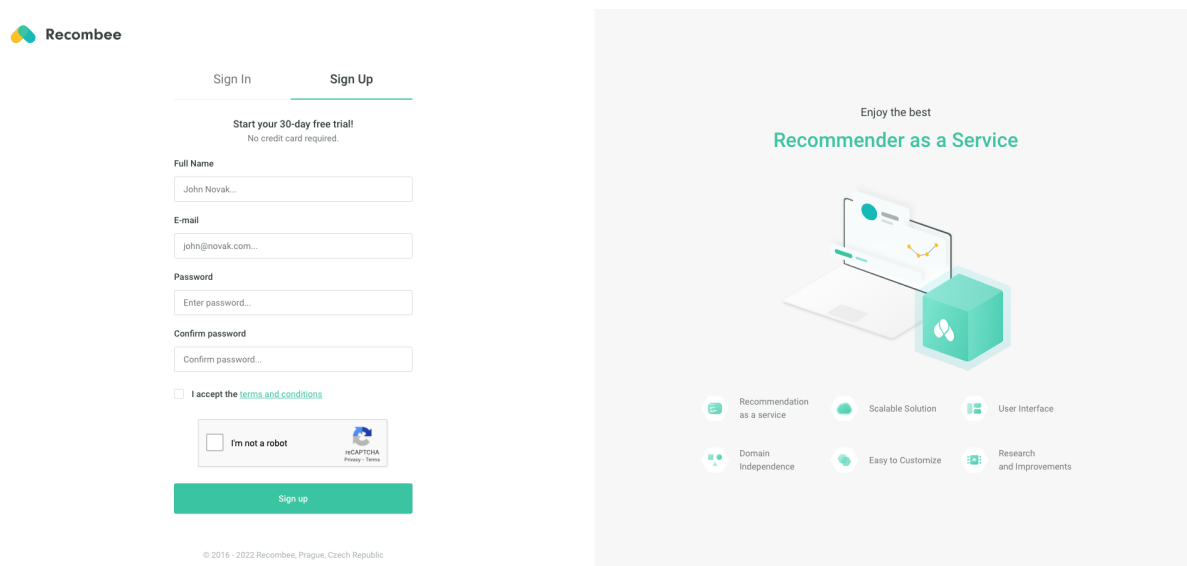 Recombee
Sign In
Sign Up
Start your 30-day free trial!
No credit card required.
Full Name
John Novak...
E-mail
john@novak.com...
Password
Enter password...
Confirm password
Confirm password...
I accept the terms and conditions
I'm not a robot
reCAPTCHA
Privacy - Terms
Sign up
© 2016 - 2022 Recombee, Prague, Czech Republic
Enjoy the best
Recommender as a Service
Recommendation
as a service
Scalable Solution
User Interface
Domain
Independence
Easy to Customize
Research
and Improvements